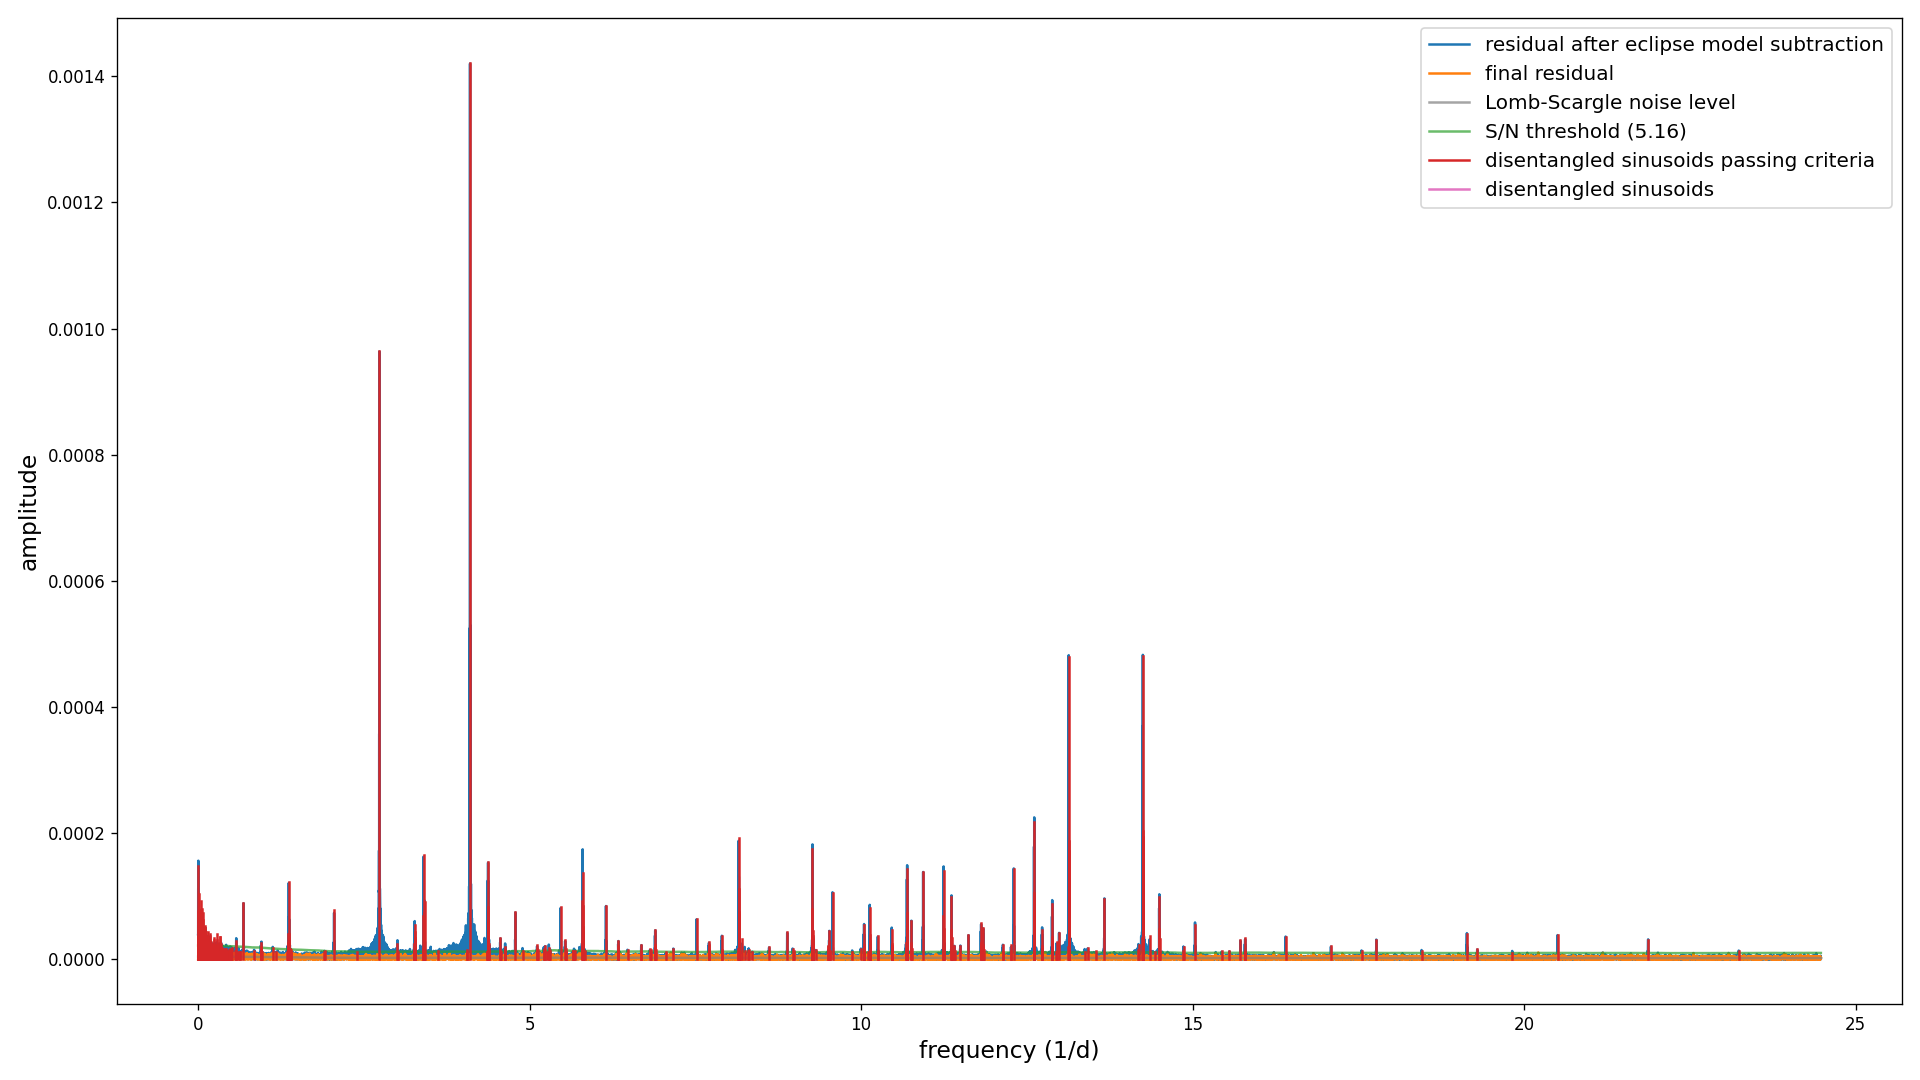 residual after eclipse model subtraction
final residual
Lomb-Scargle noise level
S/N threshold (5.16)
disentangled sinusoids passing criteria
disentangled sinusoids
0.0014
0.0012
0.0010
0.0008
0.0006
0.0004
0.0002
0.0000
amplitude
0
5
10
15
20
25
frequency (1/d)